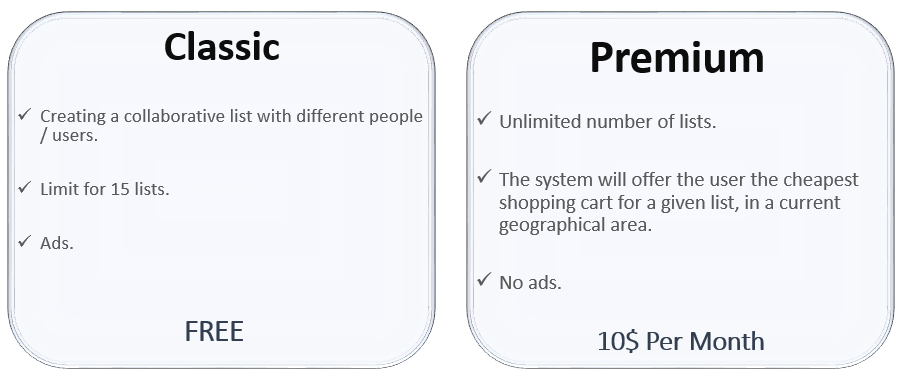 Classic
✓ Creating a collaborative list with different people
/ users.
✓ Limit for 15 lists.
✓ Ads.
FREE
Premium
✓ Unlimited number of lists.
✓ The system will offer the user the cheapest
shopping cart for a given list, in a current
geographical area.
✓ No ads.
10$ Per Month